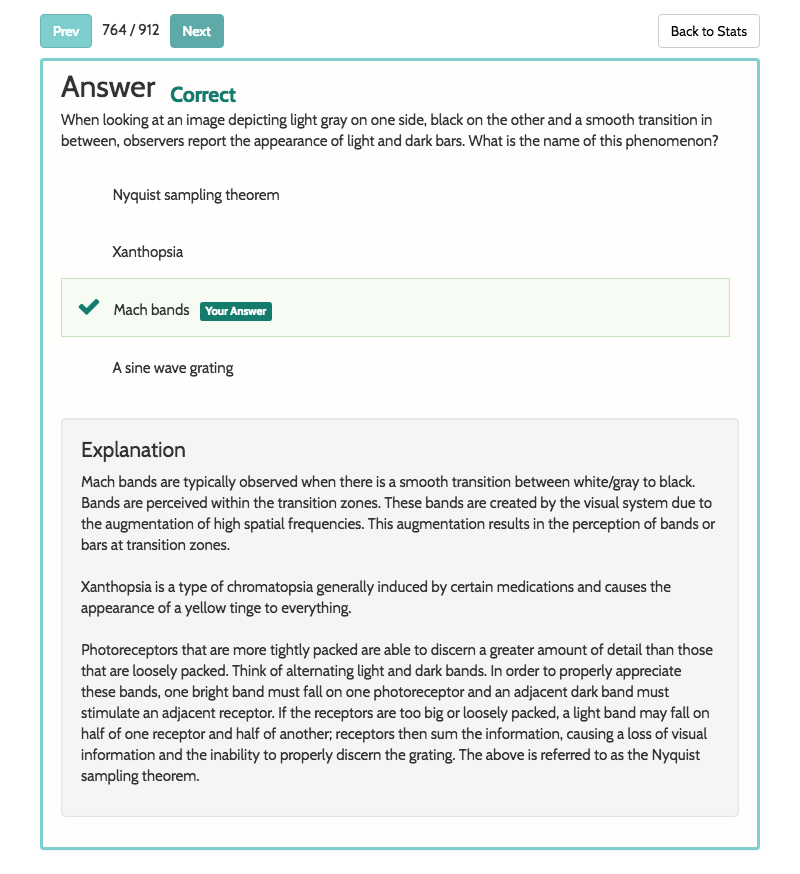 Prev 764 / 912 Next Back to Stats
Answer Correct
When looking at an image depicting light gray on one side, black on the other and a smooth transition in
between, observers report the appearance of light and dark bars. What is the name of this phenomenon?
Nyquist sampling theorem
Xanthopsia
Mach bands Your Answer
A sine wave grating
Explanation
Mach bands are typically observed when there is a smooth transition between white/gray to black.
Bands are perceived within the transition zones. These bands are created by the visual system due to
the augmentation of high spatial frequencies. This augmentation results in the perception of bands or
bars at transition zones.
Xanthopsia is a type of chromatopsia generally induced by certain medications and causes the
appearance of a yellow tinge to everything.
Photoreceptors that are more tightly packed are able to discern a greater amount of detail than those
that are loosely packed. Think of alternating light and dark bands. In order to properly appreciate
these bands, one bright band must fall on one photoreceptor and an adjacent dark band must
stimulate an adjacent receptor. If the receptors are too big or loosely packed, a light band may fall on
half of one receptor and half of another; receptors then sum the information, causing a loss of visual
information and the inability to properly discern the grating. The above is referred to as the Nyquist
sampling theorem.